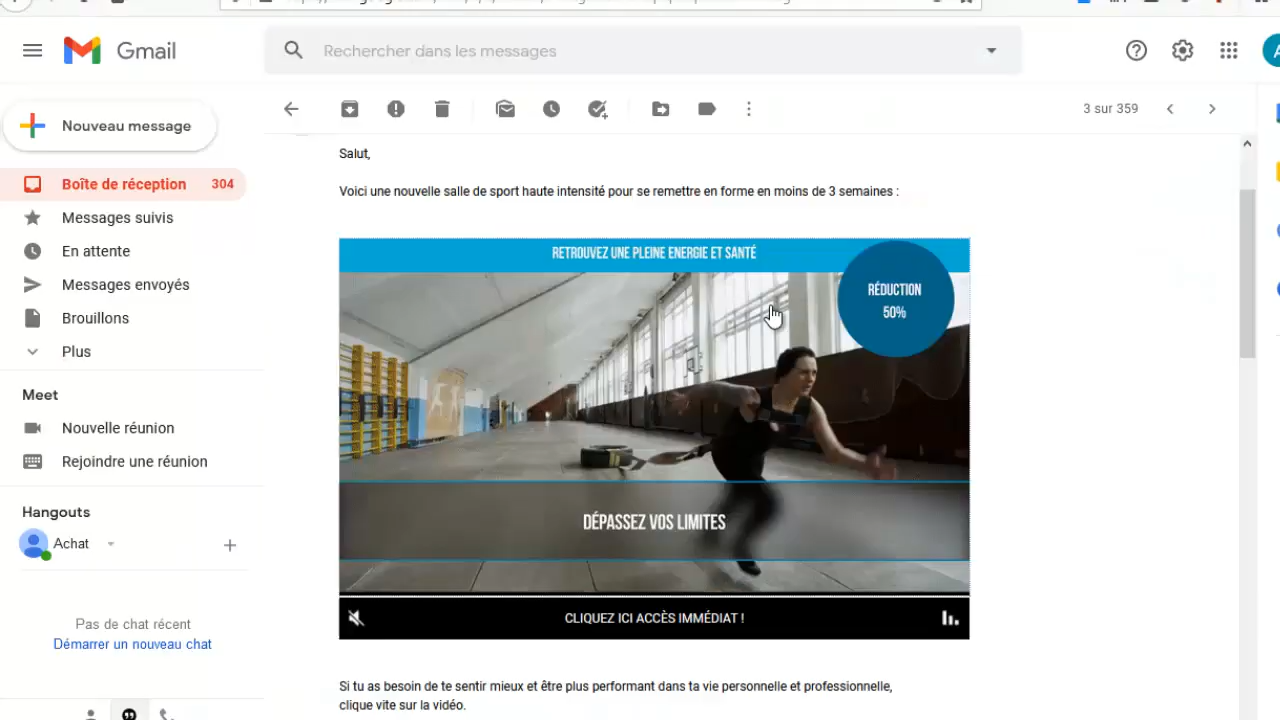 Gmail
Rechercher dans les messages
Nouveau message
3 sur 359
Boîte de réception 304
Messages suivis
En attente
Messages envoyés
Brouillons
Plus
Meet
Nouvelle réunion
Rejoindre une réunion
Hangouts
Achat
Pas de chat récent
Démarrer un nouveau chat
Salut,
Voici une nouvelle salle de sport haute intensité pour se remettre en forme en moins de 3 semaines :
RETROUVEZ UNE PLEINE ENERGIE ET SANTÉ
RÉDUCTION
50%
DÉPASSEZ VOS LIMITES
CLIQUEZ ICI ACCÈS IMMÉDIAT !
Si tu as besoin de te sentir mieux et être plus performant dans ta vie personnelle et professionnelle,
clique vite sur la vidéo.